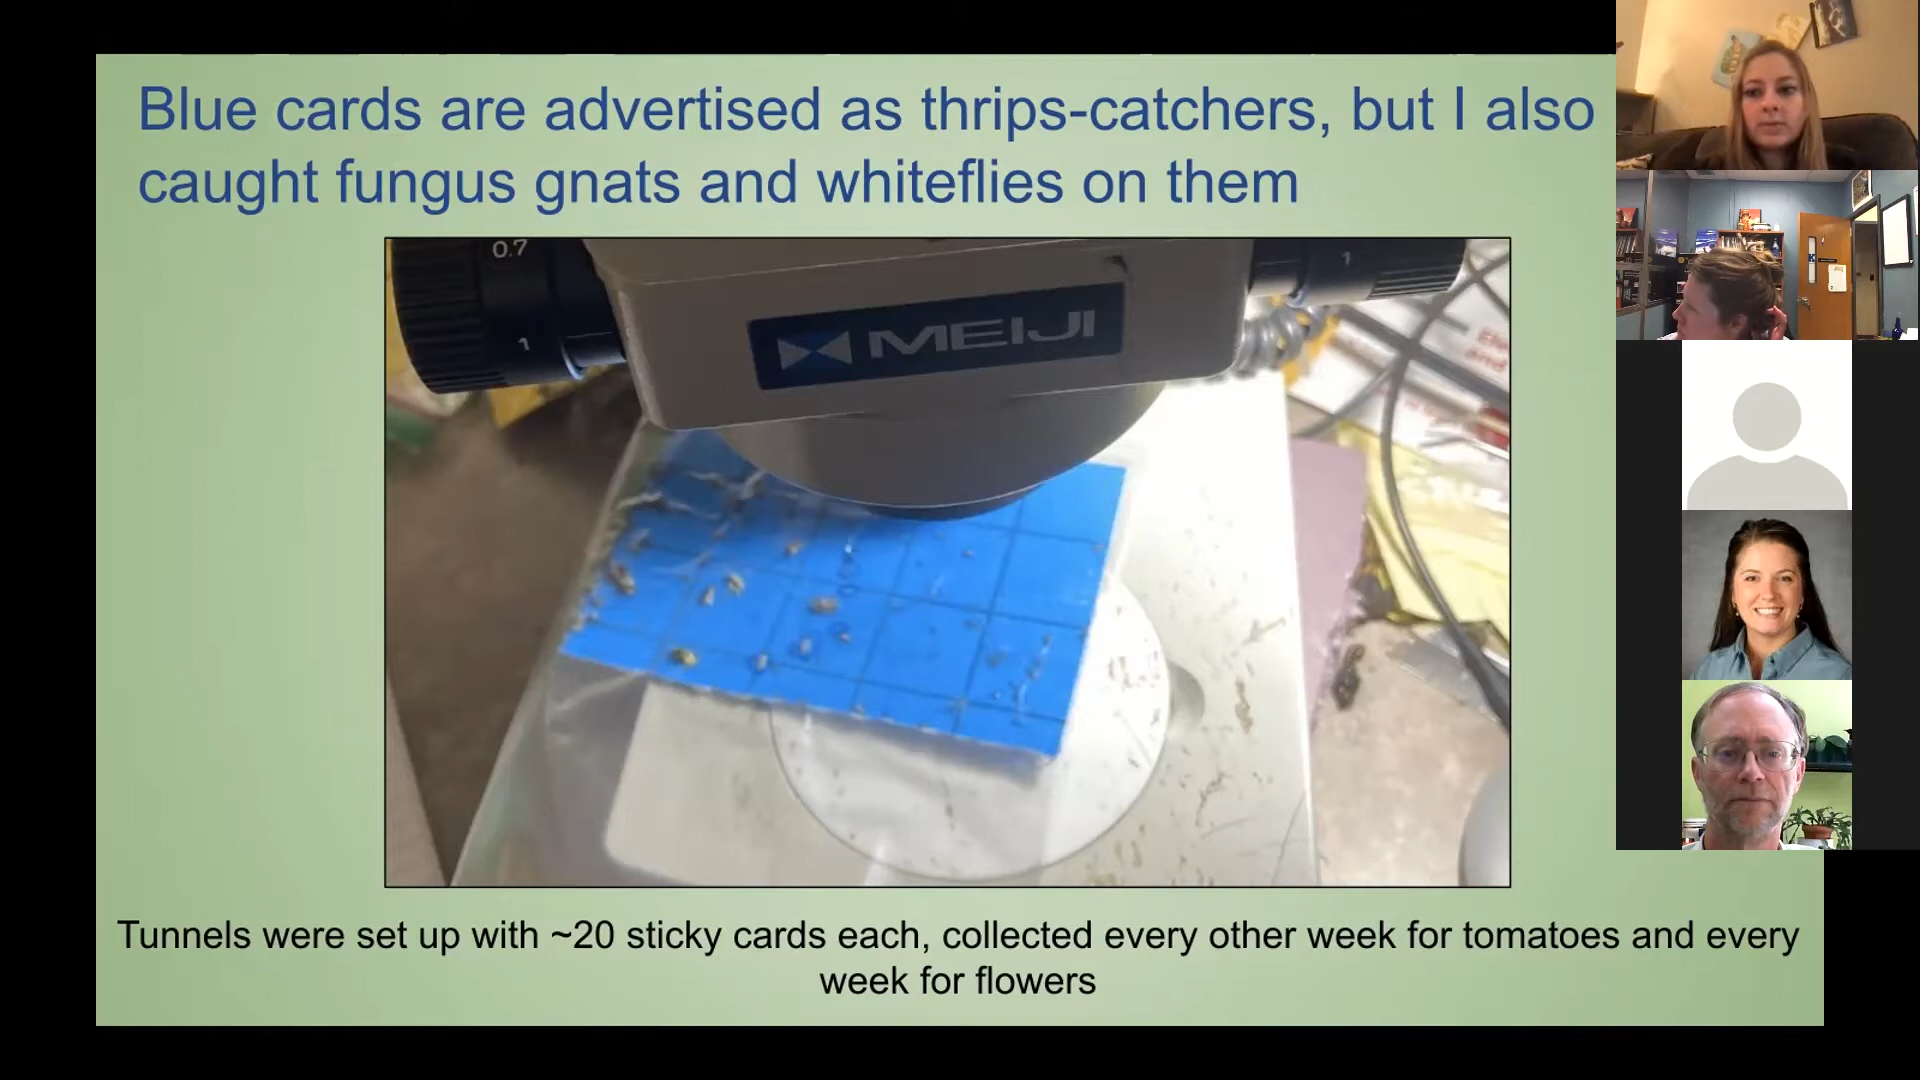 Blue cards are advertised as thrips-catchers, but I also
caught fungus gnats and whiteflies on them
0.7
1
1
MEIJI
Tunnels were set up with ~20 sticky cards each, collected every other week for tomatoes and every
week for flowers